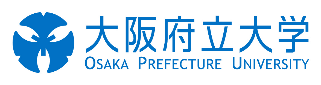 大阪府立大学
OSAKA PREFECTURE UNIVERSITY